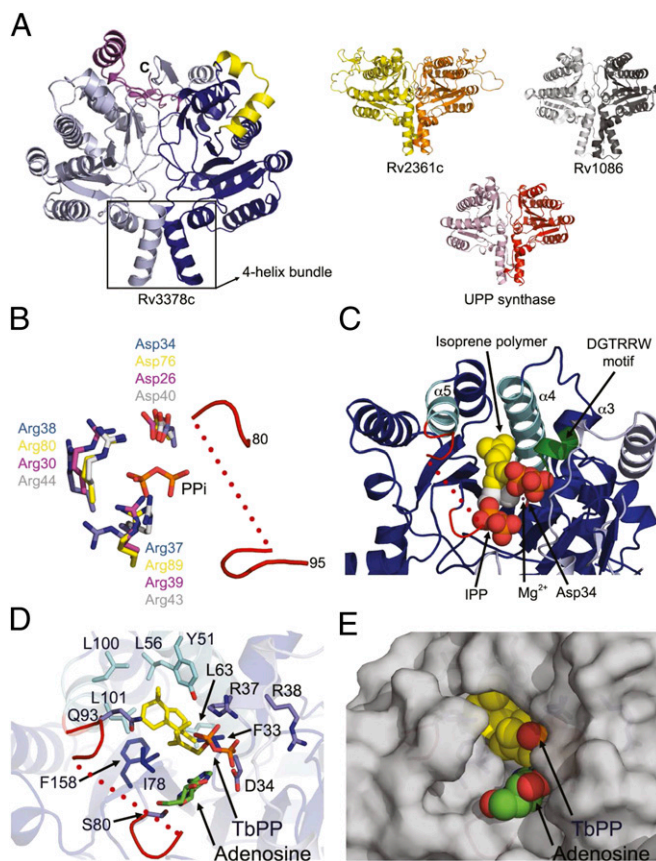 A
C
Rv3378c
4-helix bundle
Rv2361c
Rv1086
UPP synthase
B
Asp34
Asp76
Asp26
Asp40
Arg38
Arg80
Arg30
Arg44
80
PPi
95
Arg37
Arg89
Arg39
Arg43
C
Isoprene polymer
DGTRRW
motif
α5
α4
α3
IPP
Mg²⁺
Asp34
D
L100
L56
Y51
L63
L101
R37
R38
Q93
F33
F158
I78
D34
S80
TbPP
Adenosine
E
TbPP
Adenosine